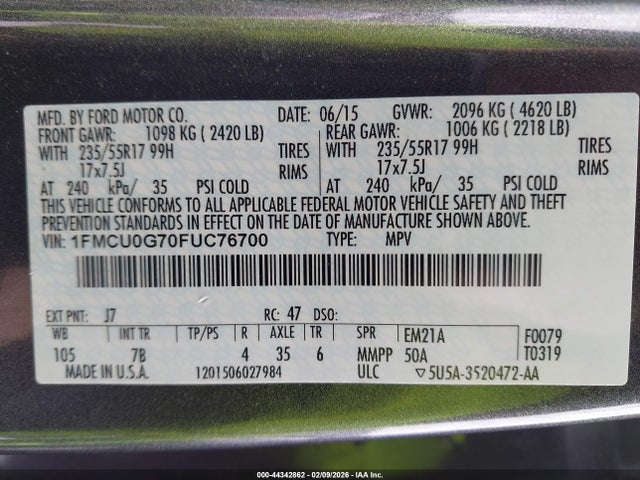 MFD. BY FORD MOTOR CO. DATE: 06/15 GVWR: 2096 KG ( 4620 LB)
FRONT GAWR: 1098 KG ( 2420 LB) REAR GAWR: 1006 KG ( 2218 LB)
WITH 235/55R17 99H TIRES WITH 235/55R17 99H TIRES
17x7.5J RIMS 17x7.5J RIMS
AT 240 kPa/ 35 PSI COLD AT 240 kPa/ 35 PSI COLD
THIS VEHICLE CONFORMS TO ALL APPLICABLE FEDERAL MOTOR VEHICLE SAFETY AND THEFT
PREVENTION STANDARDS IN EFFECT ON THE DATE OF MANUFACTURE SHOWN ABOVE.
VIN: 1FMCU0G70FUC76700 TYPE: MPV
EXT PNT: J7 RC: 47 DSO:
WB INT TR TP/PS R AXLE TR SPR EM21A F0079
105 7B 4 35 6 MMPP 50A T0319
MADE IN U.S.A. 1201506027984 ULC ▽5U5A-3520472-AA
000-44342862 - 02/09/2026 - IAA Inc.